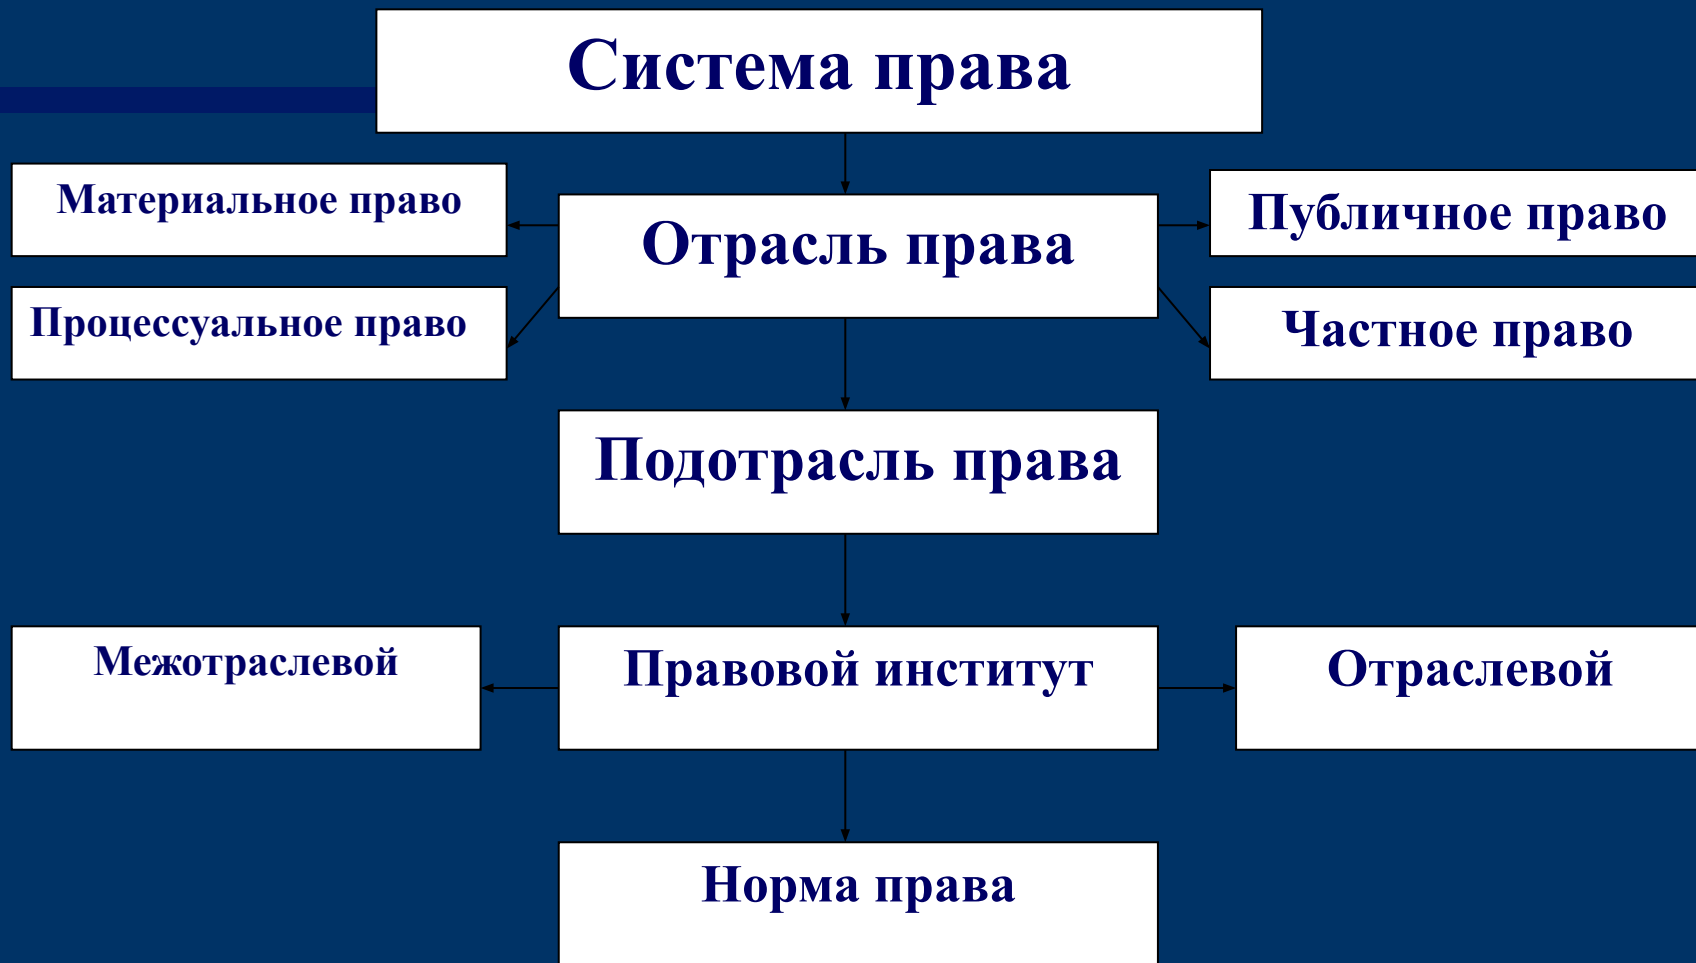 Система права
Материальное право
Публичное право
Отрасль права
Процессуальное право
Частное право
Подотрасль права
Межотраслевой
Правовой институт
Отраслевой
Норма права